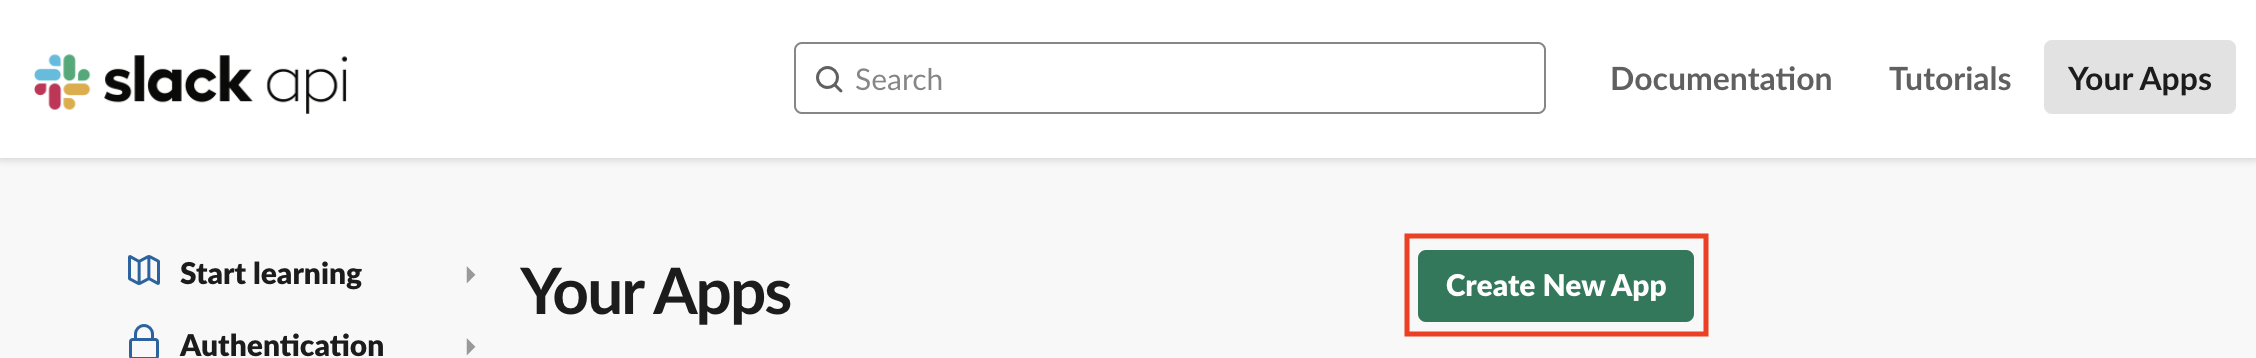 slack api
Search
Documentation
Tutorials
Your Apps
Start learning
Your Apps
Create New App
Authentication